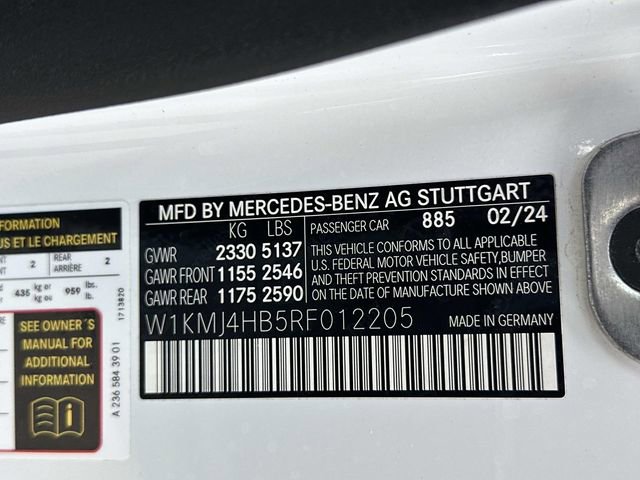 MFD BY MERCEDES-BENZ AG STUTTGART
KG LBS
PASSENGER CAR 885 02/24
GVWR 2330 5137
GAWR FRONT 1155 2546
GAWR REAR 1175 2590
THIS VEHICLE CONFORMS TO ALL APPLICABLE
U.S. FEDERAL MOTOR VEHICLE SAFETY,BUMPER
AND THEFT PREVENTION STANDARDS IN EFFECT
ON THE DATE OF MANUFACTURE SHOWN ABOVE.
W1KMJ4HB5RF012205 MADE IN GERMANY
FORMATION
US ET LE CHARGEMENT
2 REAR 2
ARRIÈRE
435 kg or 959 lbs.
kg ou lb.
1713820
SEE OWNER´S
MANUAL FOR
ADDITIONAL
INFORMATION
i
A 236 584 39 01